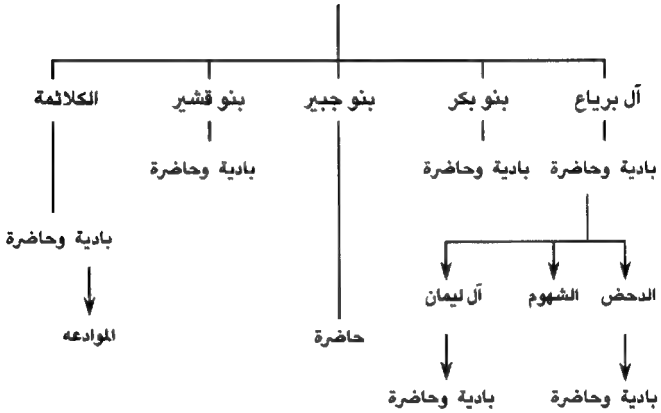 آل برياع
بنو بكر
بنو جبير
بنو قشير
الكلائمة
بادية وحاضرة
بادية وحاضرة
بادية وحاضرة
بادية وحاضرة
الدحض
الشهوم
آل ليمان
حاضرة
الموادعه
بادية وحاضرة
بادية وحاضرة